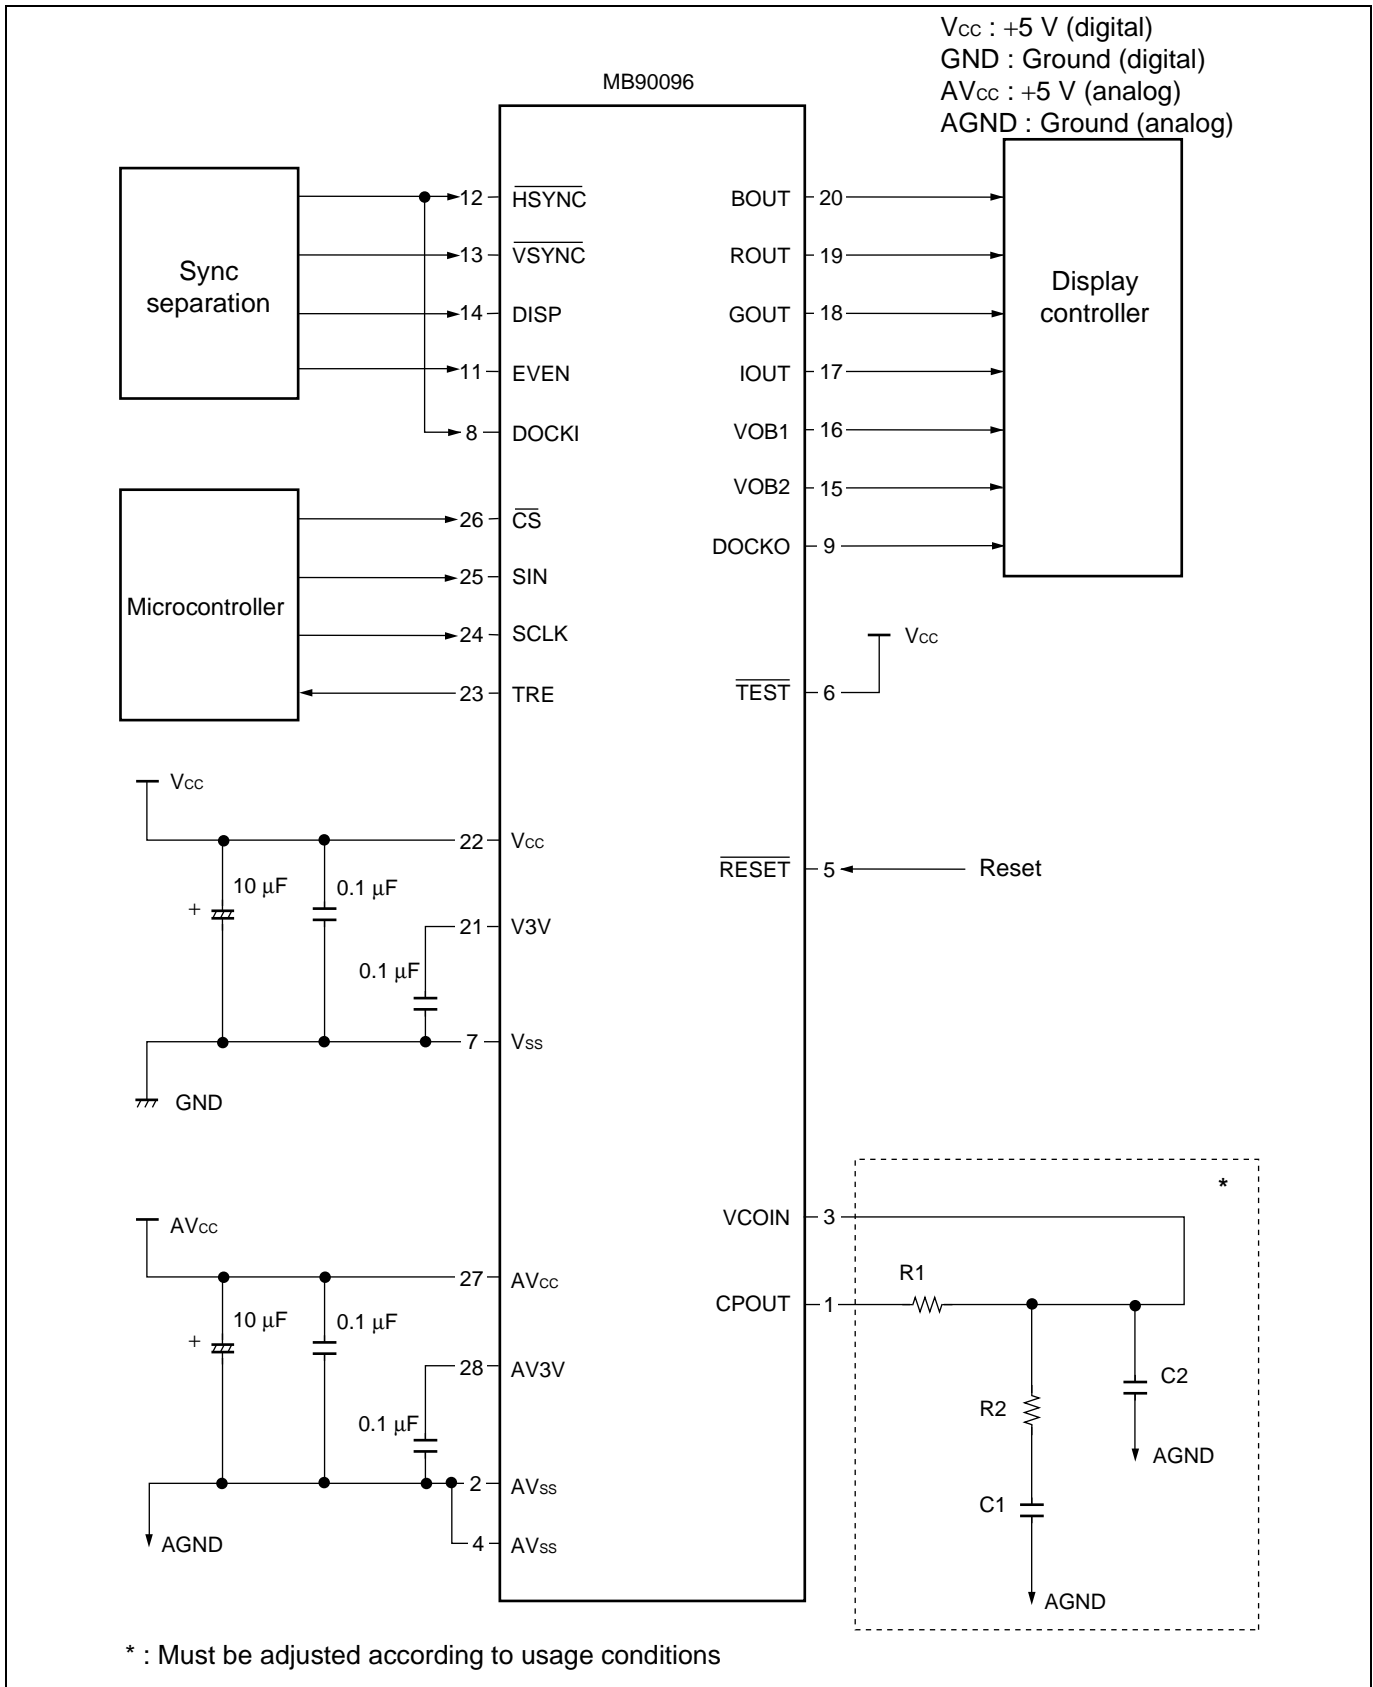 Vcc : +5 V (digital)
GND : Ground (digital)
AVcc : +5 V (analog)
AGND : Ground (analog)
MB90096
Sync
separation
12 HSYNC
13 VSYNC
14 DISP
11 EVEN
8 DOCKI
BOUT 20
ROUT 19
GOUT 18
IOUT 17
VOB1 16
VOB2 15
DOCKO 9
Display
controller
Microcontroller
26 CS
25 SIN
24 SCLK
23 TRE
Vcc
TEST 6
Vcc
22 Vcc
10 μF
+
0.1 μF
21 V3V
0.1 μF
7 Vss
GND
RESET 5
Reset
AVcc
27 AVcc
10 μF
+
0.1 μF
28 AV3V
0.1 μF
2 AVss
4 AVss
AGND
*
VCOIN 3
CPOUT 1
R1
R2
C2
AGND
C1
AGND
* : Must be adjusted according to usage conditions